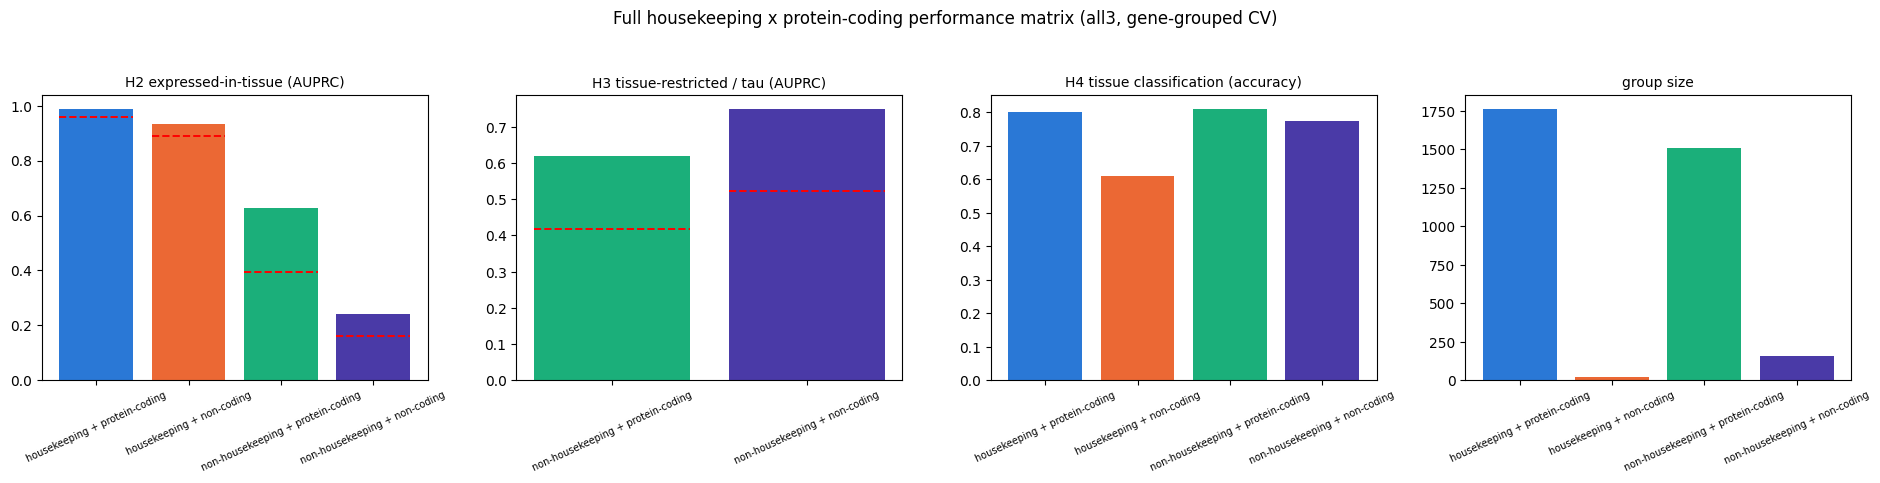 Full housekeeping x protein-coding performance matrix (all3, gene-grouped CV)
H2 expressed-in-tissue (AUPRC)
1.0
0.8
0.6
0.4
0.2
0.0
housekeeping + protein-coding
housekeeping + non-coding
non-housekeeping + protein-coding
non-housekeeping + non-coding
H3 tissue-restricted / tau (AUPRC)
0.7
0.6
0.5
0.4
0.3
0.2
0.1
0.0
non-housekeeping + protein-coding
non-housekeeping + non-coding
H4 tissue classification (accuracy)
0.8
0.7
0.6
0.5
0.4
0.3
0.2
0.1
0.0
housekeeping + protein-coding
housekeeping + non-coding
non-housekeeping + protein-coding
non-housekeeping + non-coding
group size
1750
1500
1250
1000
750
500
250
0
housekeeping + protein-coding
housekeeping + non-coding
non-housekeeping + protein-coding
non-housekeeping + non-coding